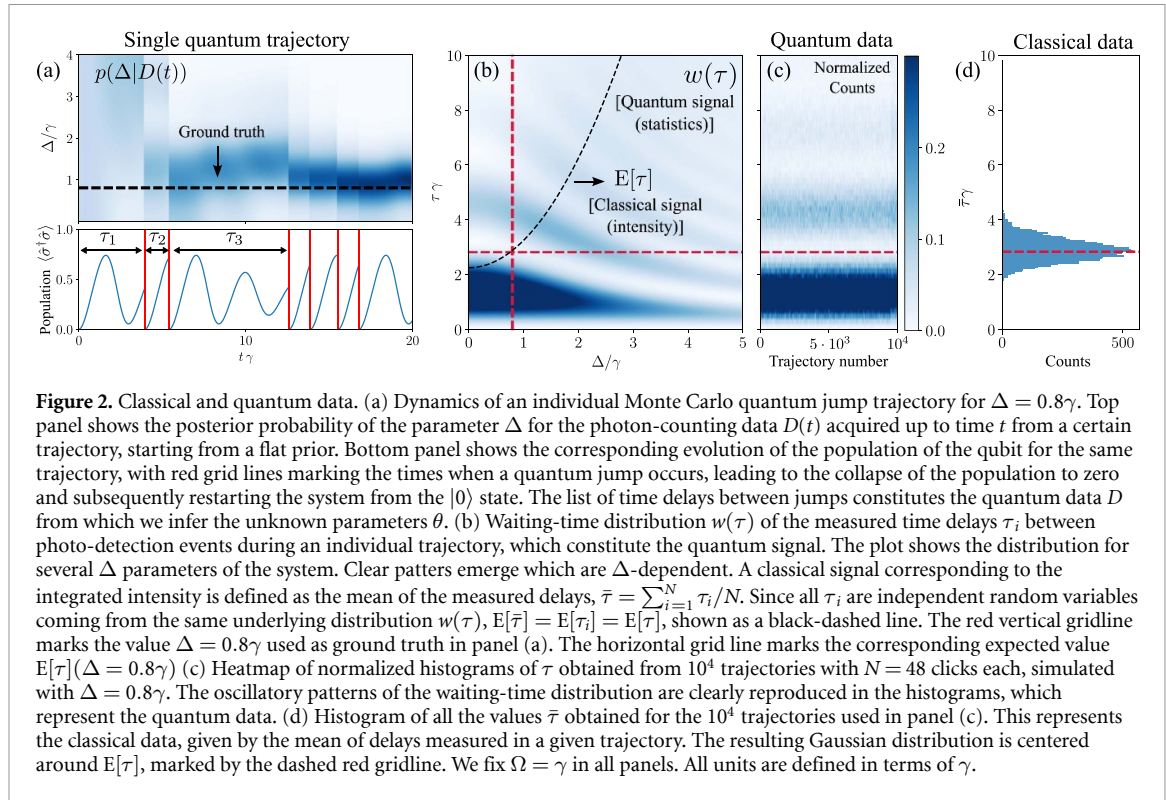 Single quantum trajectory
Quantum data
Classical data
(a)
p(Δ|D(t))
Ground truth
Δ/γ
4
3
2
1
Population ⟨σ̂†σ̂⟩
1.0
0.5
0.0
τ1
τ2
τ3
0
10
20
t γ
(b)
w(τ)
[Quantum signal
(statistics)]
E[τ]
[Classical signal
(intensity)]
τ γ
10
8
6
4
2
0
0
1
2
3
4
5
Δ/γ
(c)
Normalized
Counts
0
5 · 10³
10⁴
Trajectory number
0.2
0.1
0.0
(d)
τ̄γ
10
8
6
4
2
0
0
500
Counts
Figure 2. Classical and quantum data. (a) Dynamics of an individual Monte Carlo quantum jump trajectory for Δ = 0.8γ. Top
panel shows the posterior probability of the parameter Δ for the photon-counting data D(t) acquired up to time t from a certain
trajectory, starting from a flat prior. Bottom panel shows the corresponding evolution of the population of the qubit for the same
trajectory, with red grid lines marking the times when a quantum jump occurs, leading to the collapse of the population to zero
and subsequently restarting the system from the |0⟩ state. The list of time delays between jumps constitutes the quantum data D
from which we infer the unknown parameters θ. (b) Waiting-time distribution w(τ) of the measured time delays τi between
photo-detection events during an individual trajectory, which constitute the quantum signal. The plot shows the distribution for
several Δ parameters of the system. Clear patters emerge which are Δ-dependent. A classical signal corresponding to the
integrated intensity is defined as the mean of the measured delays, τ̄ = ∑ᴺᵢ₌₁ τi/N. Since all τi are independent random variables
coming from the same underlying distribution w(τ), E[τ̄] = E[τi] = E[τ], shown as a black-dashed line. The red vertical gridline
marks the value Δ = 0.8γ used as ground truth in panel (a). The horizontal grid line marks the corresponding expected value
E[τ](Δ = 0.8γ) (c) Heatmap of normalized histograms of τ obtained from 10⁴ trajectories with N = 48 clicks each, simulated
with Δ = 0.8γ. The oscillatory patterns of the waiting-time distribution are clearly reproduced in the histograms, which
represent the quantum data. (d) Histogram of all the values τ̄ obtained for the 10⁴ trajectories used in panel (c). This represents
the classical data, given by the mean of delays measured in a given trajectory. The resulting Gaussian distribution is centered
around E[τ], marked by the dashed red gridline. We fix Ω = γ in all panels. All units are defined in terms of γ.